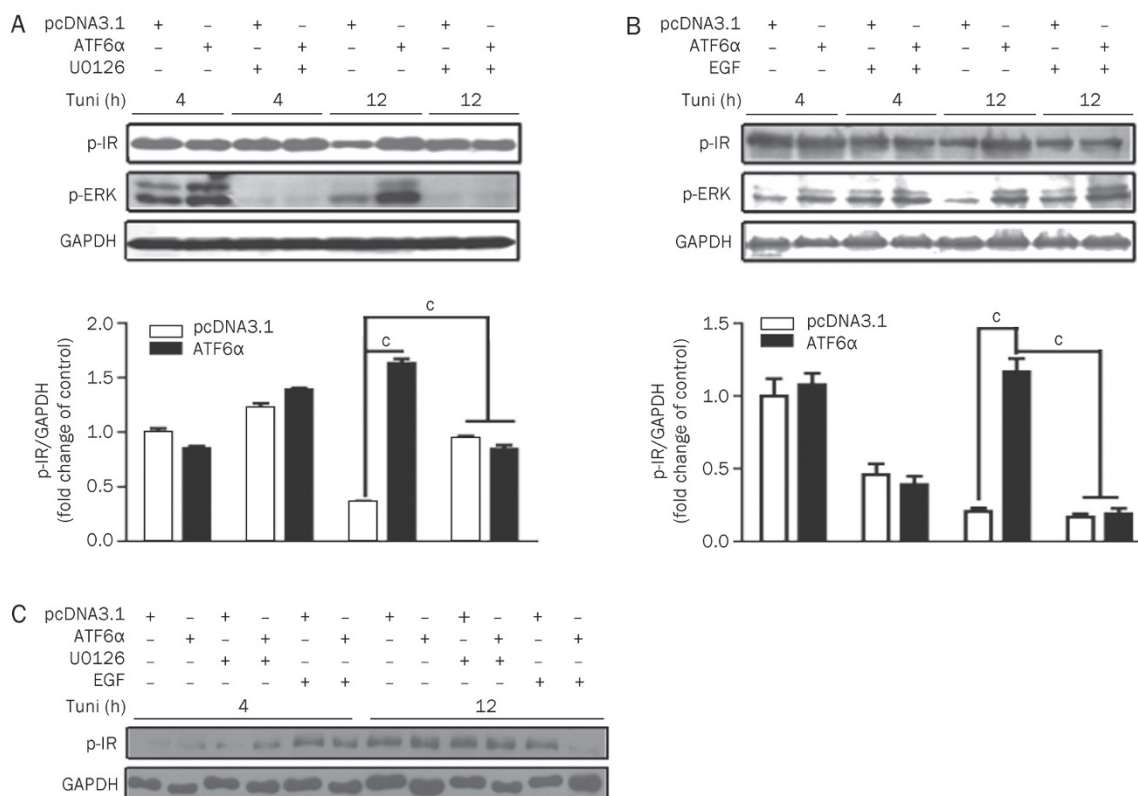 A
pcDNA3.1 + – + – + – + –
ATF6α – + – + – + – +
U0126 – – + + – – + +
Tuni (h) 4 4 12 12
p-IR
p-ERK
GAPDH
p-IR/GAPDH
(fold change of control)
2.0
1.5
1.0
0.5
0.0
pcDNA3.1
ATF6α
c
c
B
pcDNA3.1 + – + – + – + –
ATF6α – + – + – + – +
EGF – – + + – – + +
Tuni (h) 4 4 12 12
p-IR
p-ERK
GAPDH
p-IR/GAPDH
(fold change of control)
1.5
1.0
0.5
0.0
pcDNA3.1
ATF6α
c
c
C
pcDNA3.1 + – + – + – + – + – + –
ATF6α – + – + – + – + – + – +
U0126 – – + + – – – – + + – –
EGF – – – – + + – – – – + +
Tuni (h) 4 12
p-IR
GAPDH